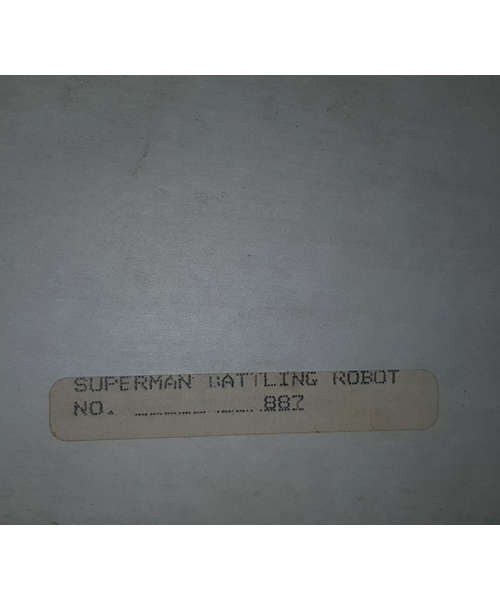 SUPERMAN BATTLING ROBOT
NO. .................... 887